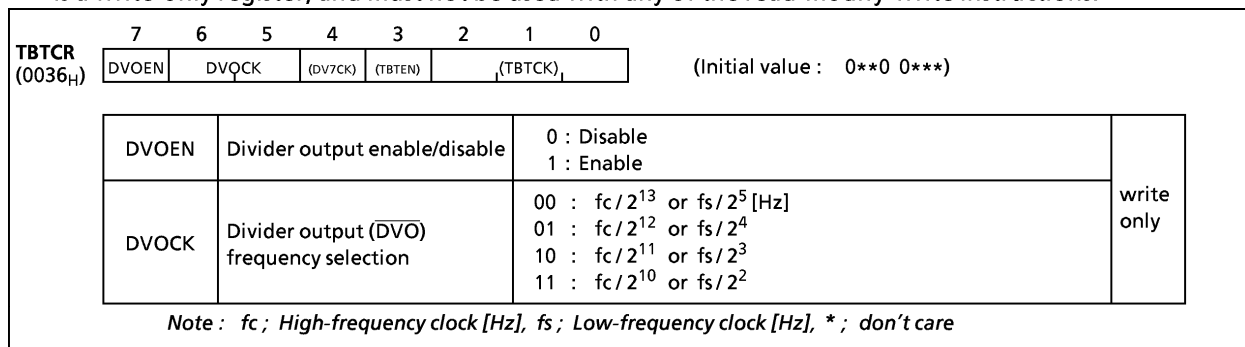 is a write-only register, and must not be used with any of the read-modify-write instructions.
7 6 5 4 3 2 1 0
TBTCR
(0036H)
DVOEN DVOCK (DV7CK) (TBTEN) (TBTCK) (Initial value : 0**0 0***)
DVOEN Divider output enable/disable
0 : Disable
1 : Enable
DVOCK Divider output (DVO) frequency selection
00 : fc/2^13 or fs/2^5 [Hz]
01 : fc/2^12 or fs/2^4
10 : fc/2^11 or fs/2^3
11 : fc/2^10 or fs/2^2
write
only
Note : fc ; High-frequency clock [Hz], fs ; Low-frequency clock [Hz], * ; don't care